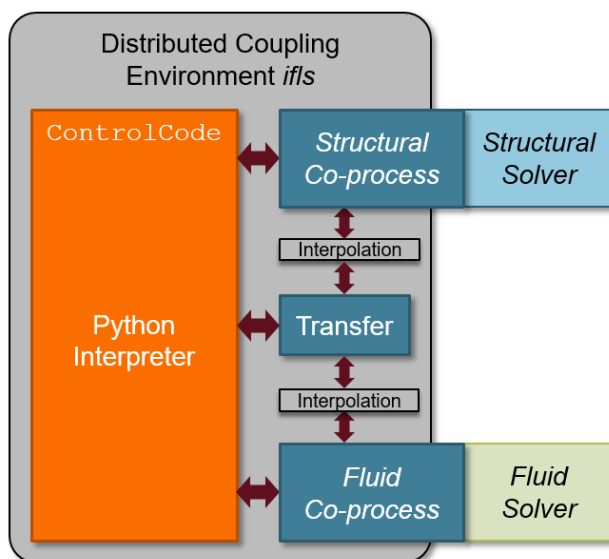 Distributed Coupling
Environment ifls
ControlCode
Structural
Co-process
Structural
Solver
Interpolation
Python
Interpreter
Transfer
Interpolation
Fluid
Co-process
Fluid
Solver